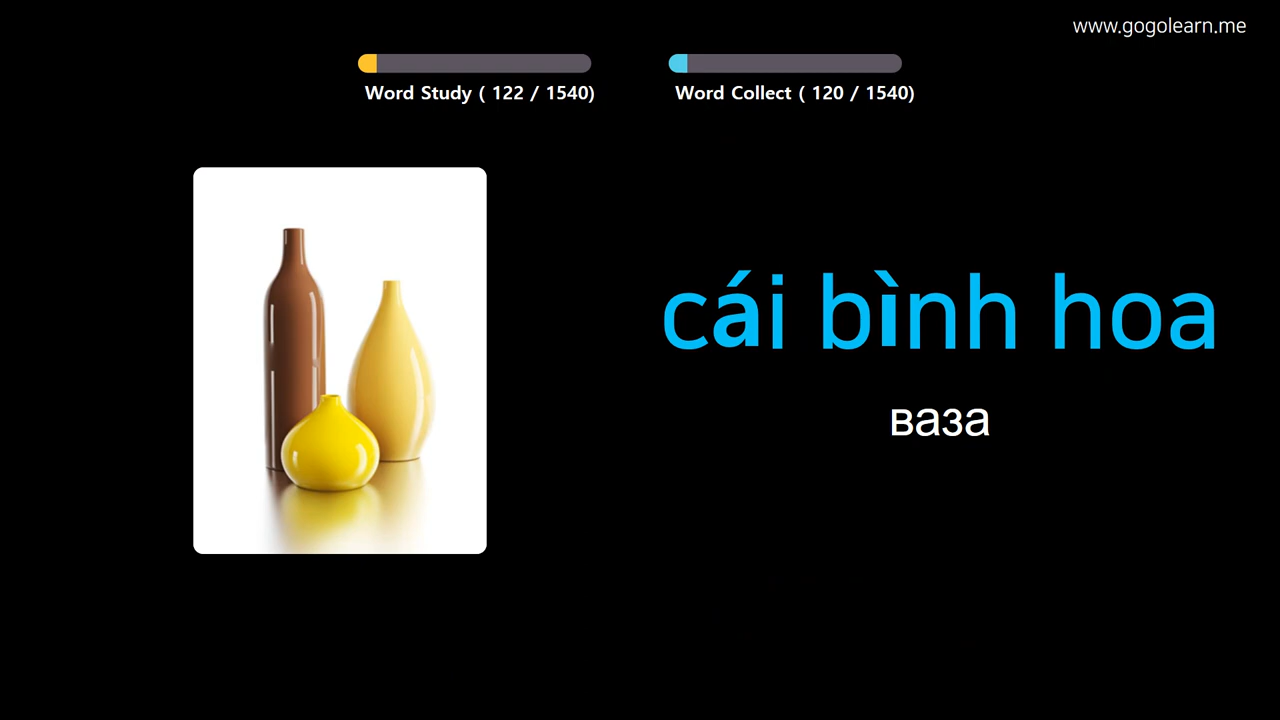 www.gogolearn.me
Word Study ( 122 / 1540)
Word Collect ( 120 / 1540)
cái bình hoa
ваза